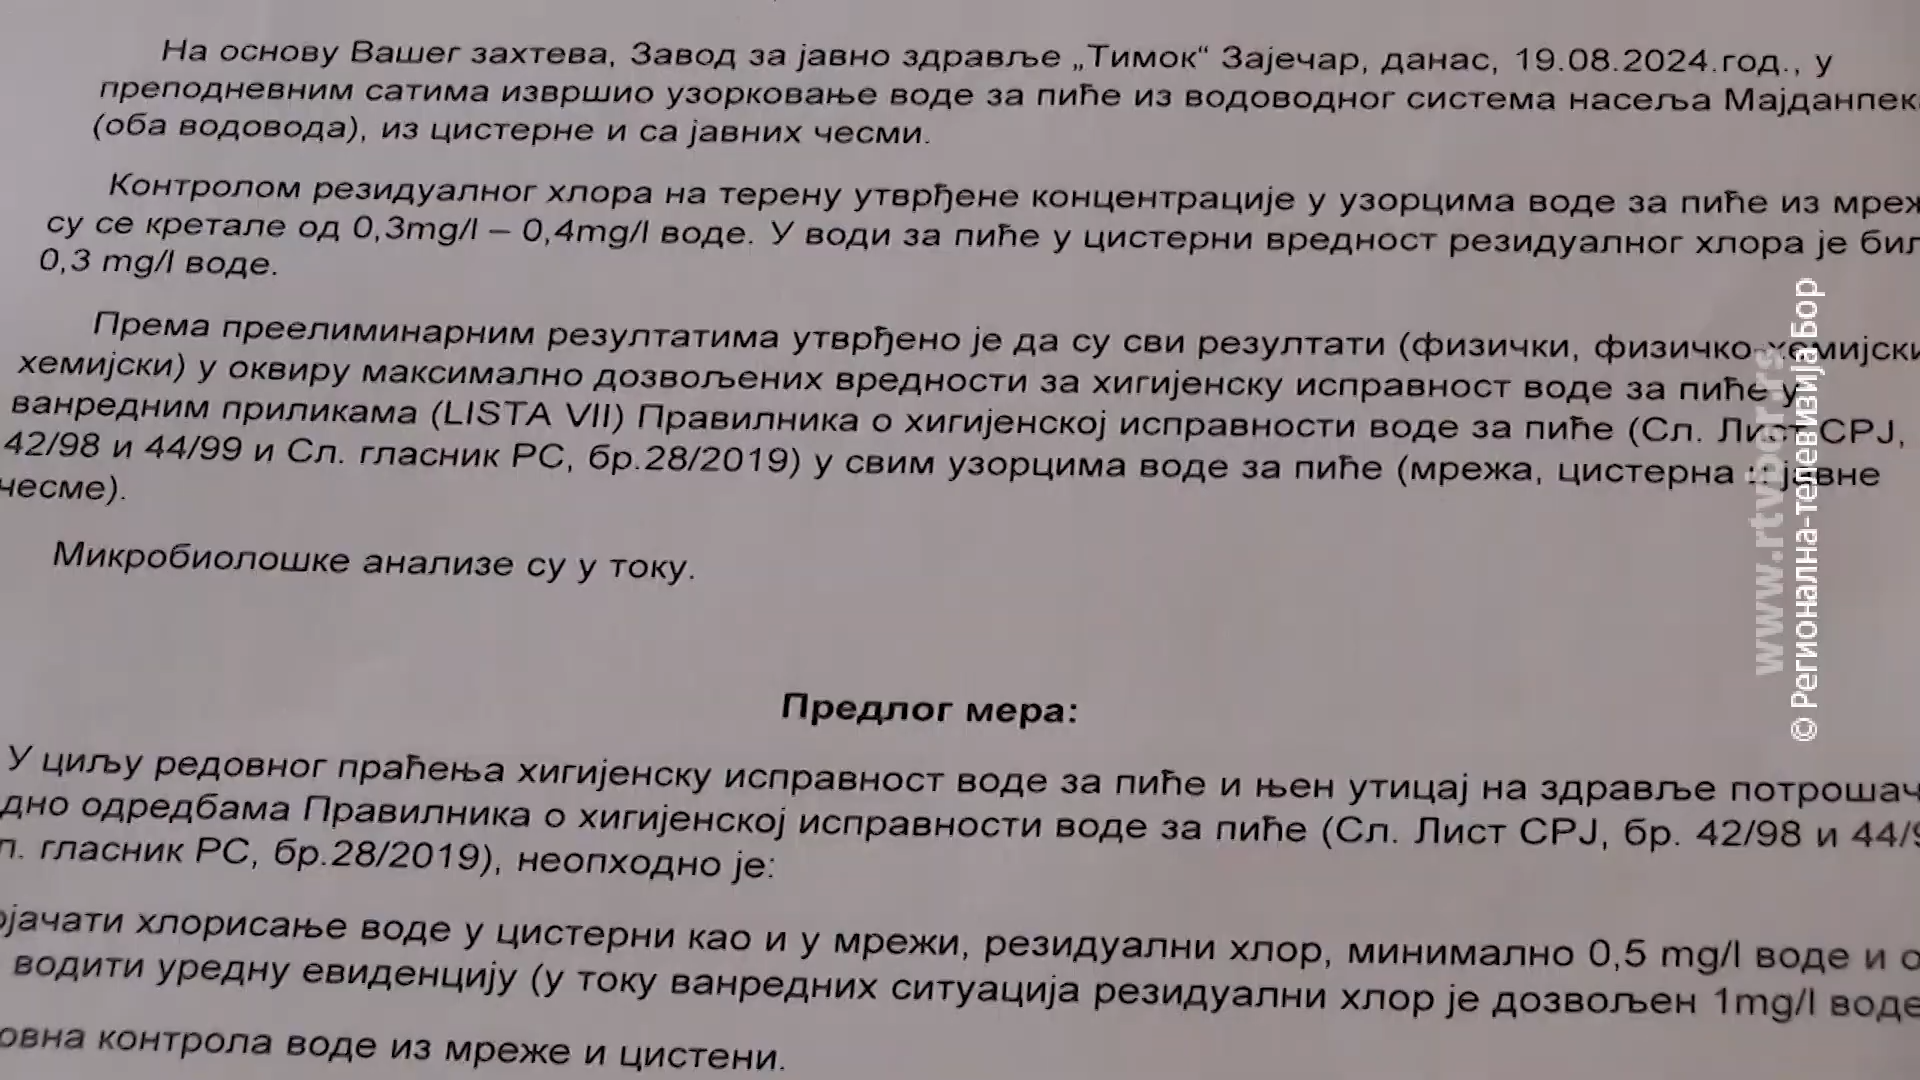 На основу Вашег захтева, Завод за јавно здравље „Тимок“ Зајечар, данас, 19.08.2024.год., у
преподневним сатима извршио узорковање воде за пиће из водоводног система насеља Мајданпек
(оба водовода), из цистерне и са јавних чесми.
Контролом резидуалног хлора на терену утврђене концентрације у узорцима воде за пиће из мреж
су се кретале од 0,3mg/l – 0,4mg/l воде. У води за пиће у цистерни вредност резидуалног хлора је бил
0,3 mg/l воде.
Према преелиминарним резултатима утврђено је да су сви резултати (физички, физичко-хемијски
хемијски) у оквиру максимално дозвољених вредности за хигијенску исправност воде за пиће у
ванредним приликама (LISTA VII) Правилника о хигијенској исправности воде за пиће (Сл. Лист СРЈ,
42/98 и 44/99 и Сл. гласник РС, бр.28/2019) у свим узорцима воде за пиће (мрежа, цистерна и јавне
чесме).
Микробиолошке анализе су у току.
Предлог мера:
У циљу редовног праћења хигијенску исправност воде за пиће и њен утицај на здравље потрошач
дно одредбама Правилника о хигијенској исправности воде за пиће (Сл. Лист СРЈ, бр. 42/98 и 44/9
л. гласник РС, бр.28/2019), неопходно је:
ојачати хлорисање воде у цистерни као и у мрежи, резидуални хлор, минимално 0,5 mg/l воде и о
водити уредну евиденцију (у току ванредних ситуација резидуални хлор је дозвољен 1mg/l воде
овна контрола воде из мреже и цистени.
www.rtvbor.rs
© Регионална-телевизија Бор